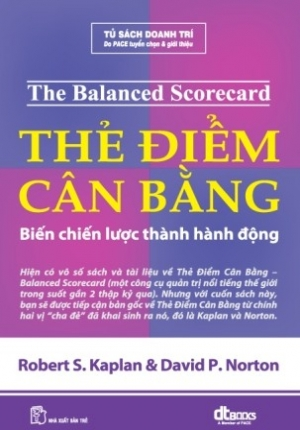 TỦ SÁCH DOANH TRÍ
Do PACE tuyển chọn & giới thiệu
The Balanced Scorecard
THẺ ĐIỂM
CÂN BẰNG
Biến chiến lược thành hành động
Hiện có vô số sách và tài liệu về Thẻ Điểm Cân Bằng –
Balanced Scorecard (một công cụ quản trị nổi tiếng thế giới
trong suốt gần 2 thập kỷ qua). Nhưng với cuốn sách này,
bạn sẽ được tiếp cận bản gốc về Thẻ Điểm Cân Bằng từ chính
hai vị “cha đẻ” đã khai sinh ra nó, đó là Kaplan và Norton.
Robert S. Kaplan & David P. Norton
NHÀ XUẤT BẢN TRẺ
dtBOOKS
A Member of PACE